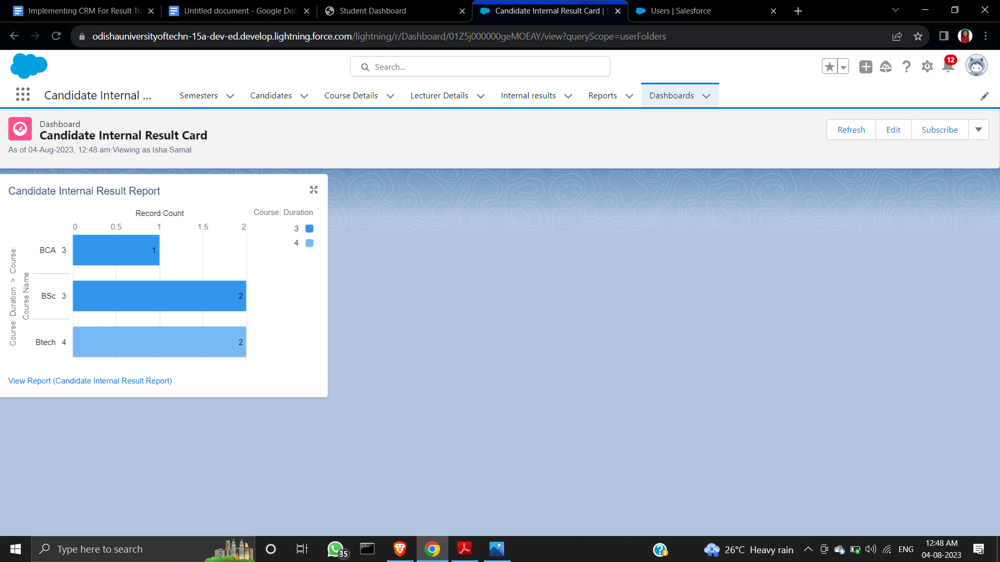 Implementing CRM For Result Tra
Untitled document - Google Doc
Student Dashboard
Candidate Internal Result Card | S
Users | Salesforce
odishauniversityoftechn-15a-dev-ed.develop.lightning.force.com/lightning/r/Dashboard/01Z5j000000geMOEAY/view?queryScope=userFolders
Search...
12
Candidate Internal ...
Semesters
Candidates
Course Details
Lecturer Details
Internal results
Reports
Dashboards
Dashboard
Candidate Internal Result Card
As of 04-Aug-2023, 12:48 am·Viewing as Isha Samal
Refresh
Edit
Subscribe
Candidate Internal Result Report
Record Count
Course: Duration
0 0.5 1 1.5 2
3
4
Course: Duration > Course:
Course Name
BCA 3 1
BSc 3 2
Btech 4 2
View Report (Candidate Internal Result Report)
Type here to search
35
26°C Heavy rain
ENG
12:48 AM
04-08-2023